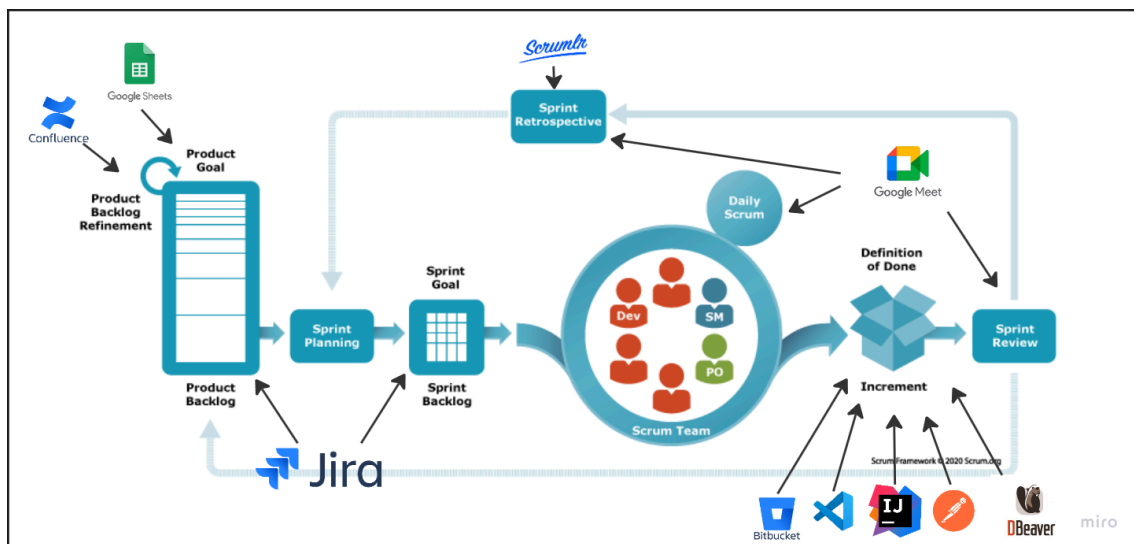 Scrumlr
Google Sheets
Confluence
Sprint
Retrospective
Product
Goal
Google Meet
Product
Backlog
Refinement
Daily
Scrum
Definition
of Done
Sprint
Goal
Dev
SM
Sprint
Planning
Sprint
Review
PO
Product
Backlog
Sprint
Backlog
Increment
Scrum Team
Jira
Scrum Framework © 2020 Scrum.org
IJ
Bitbucket
DBeaver
miro